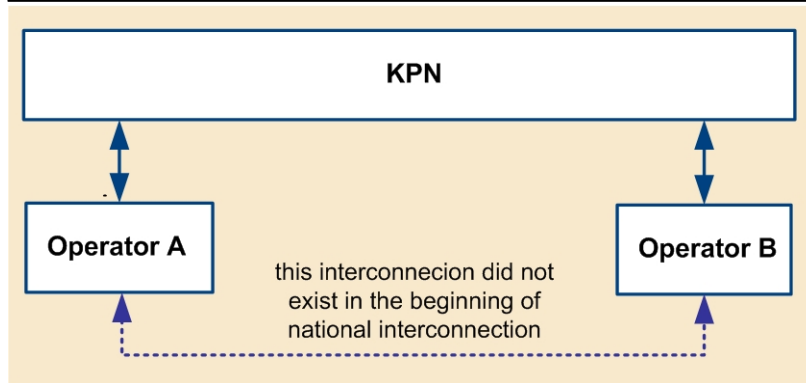 KPN
Operator A
Operator B
this interconnecion did not
exist in the beginning of
national interconnection